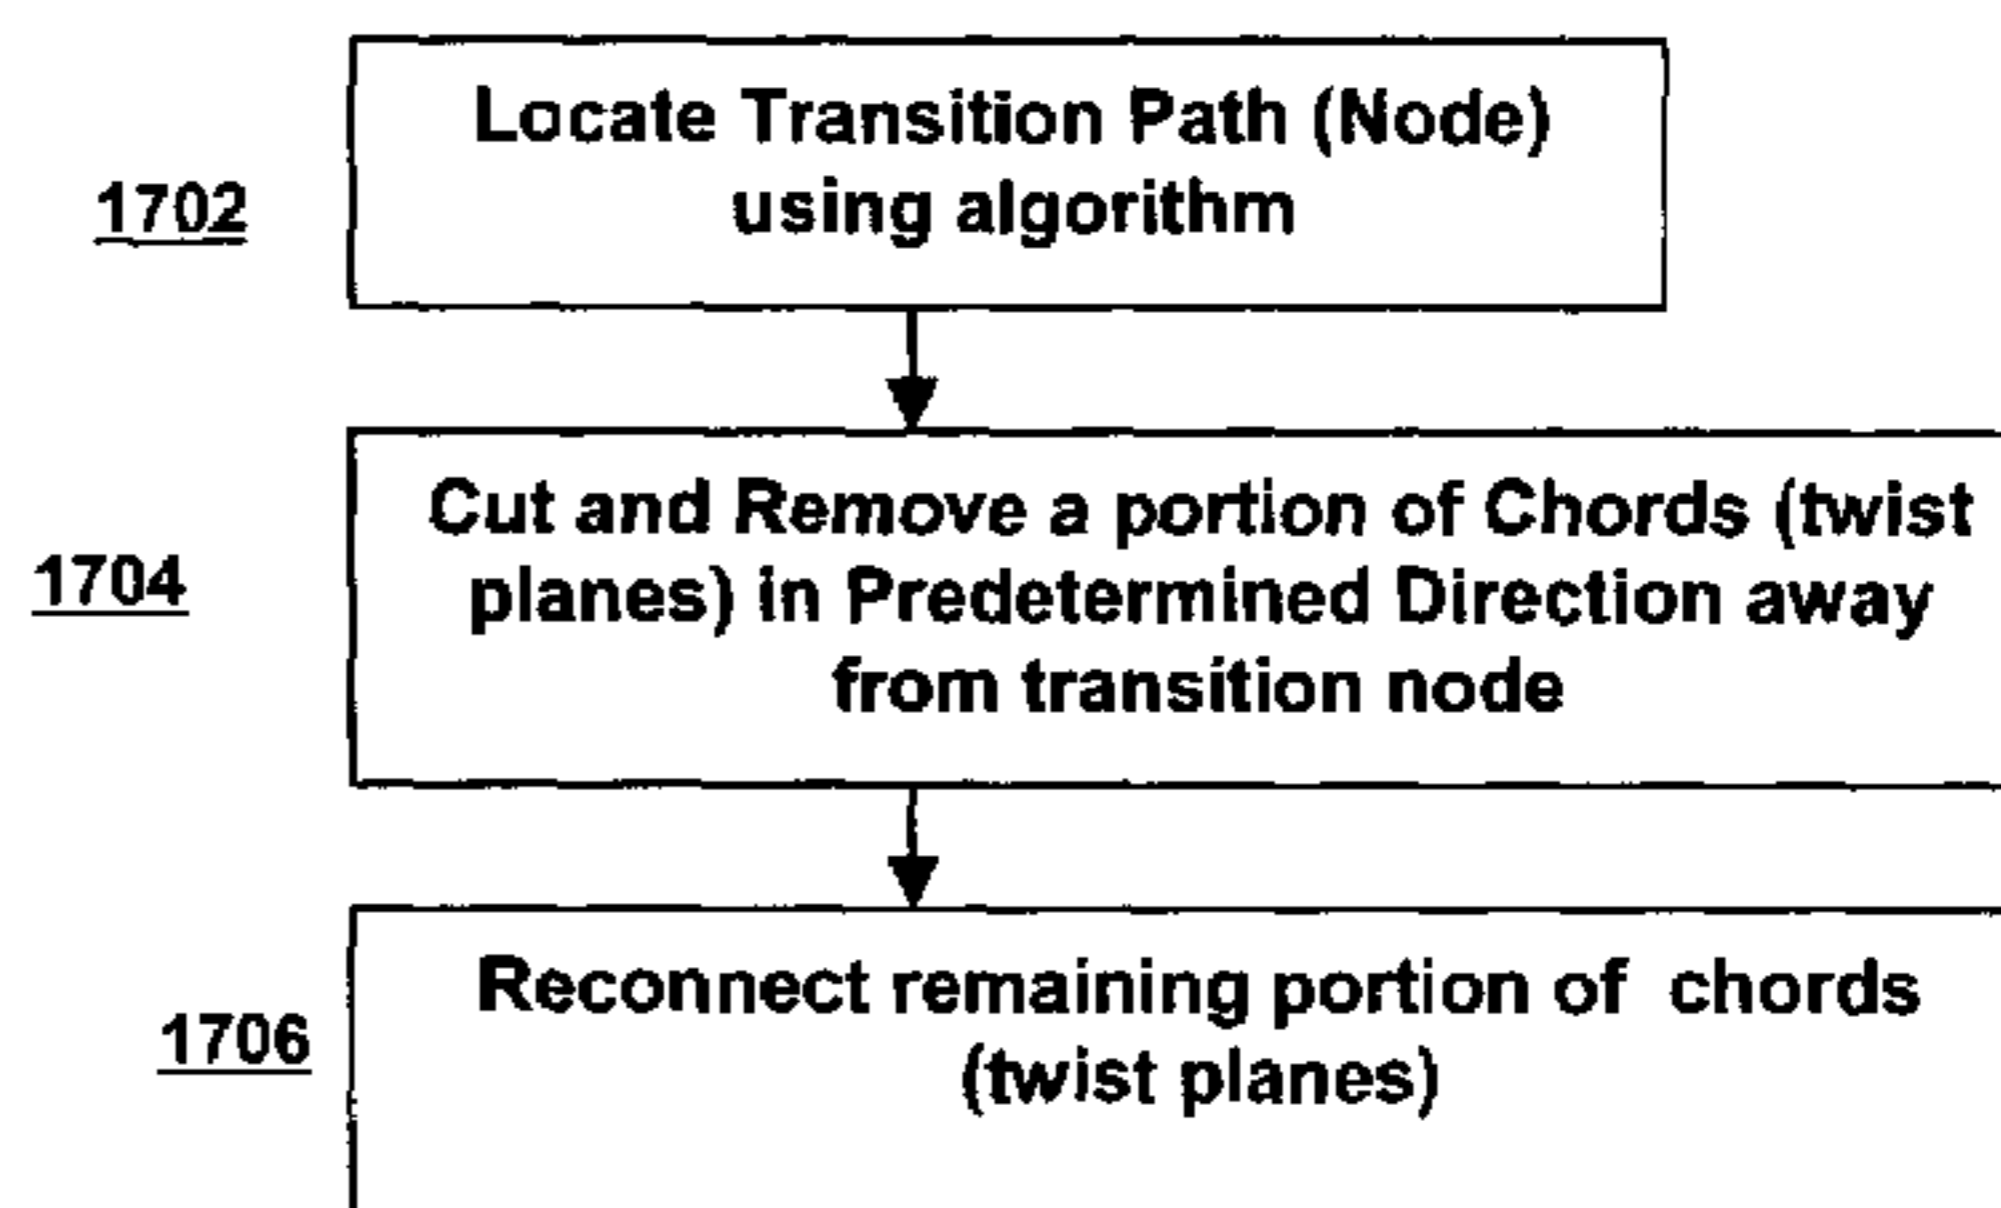 Locate Transition Path (Node)
using algorithm
1702
Cut and Remove a portion of Chords (twist
planes) in Predetermined Direction away
from transition node
1704
Reconnect remaining portion of chords
(twist planes)
1706